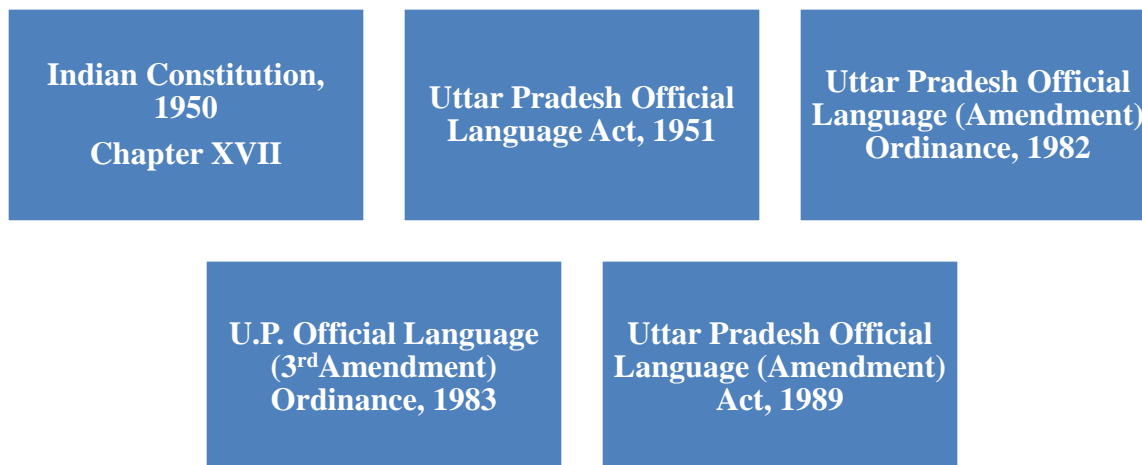 Indian Constitution,
1950
Chapter XVII
Uttar Pradesh Official
Language Act, 1951
Uttar Pradesh Official
Language (Amendment)
Ordinance, 1982
U.P. Official Language
(3rdAmendment)
Ordinance, 1983
Uttar Pradesh Official
Language (Amendment)
Act, 1989